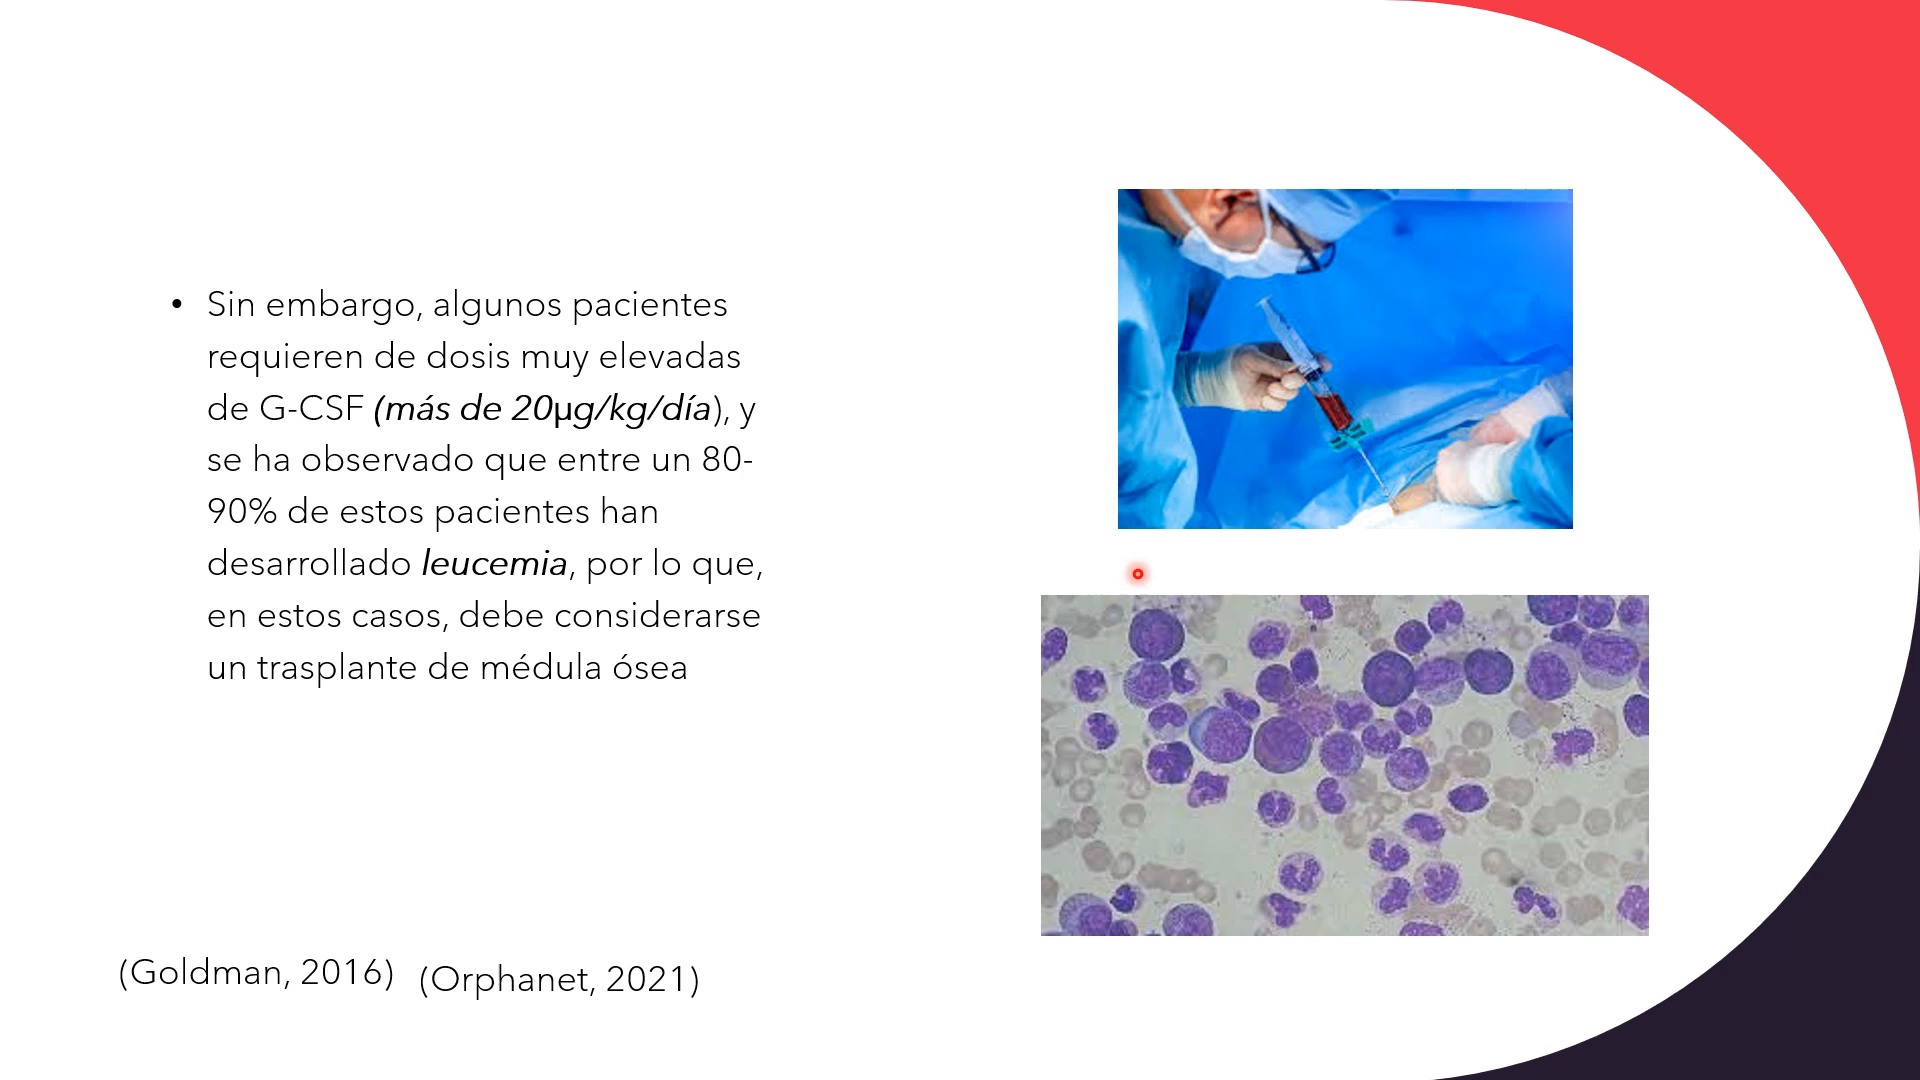 • Sin embargo, algunos pacientes
requieren de dosis muy elevadas
de G-CSF (más de 20µg/kg/día), y
se ha observado que entre un 80-
90% de estos pacientes han
desarrollado leucemia, por lo que,
en estos casos, debe considerarse
un trasplante de médula ósea
(Goldman, 2016) (Orphanet, 2021)